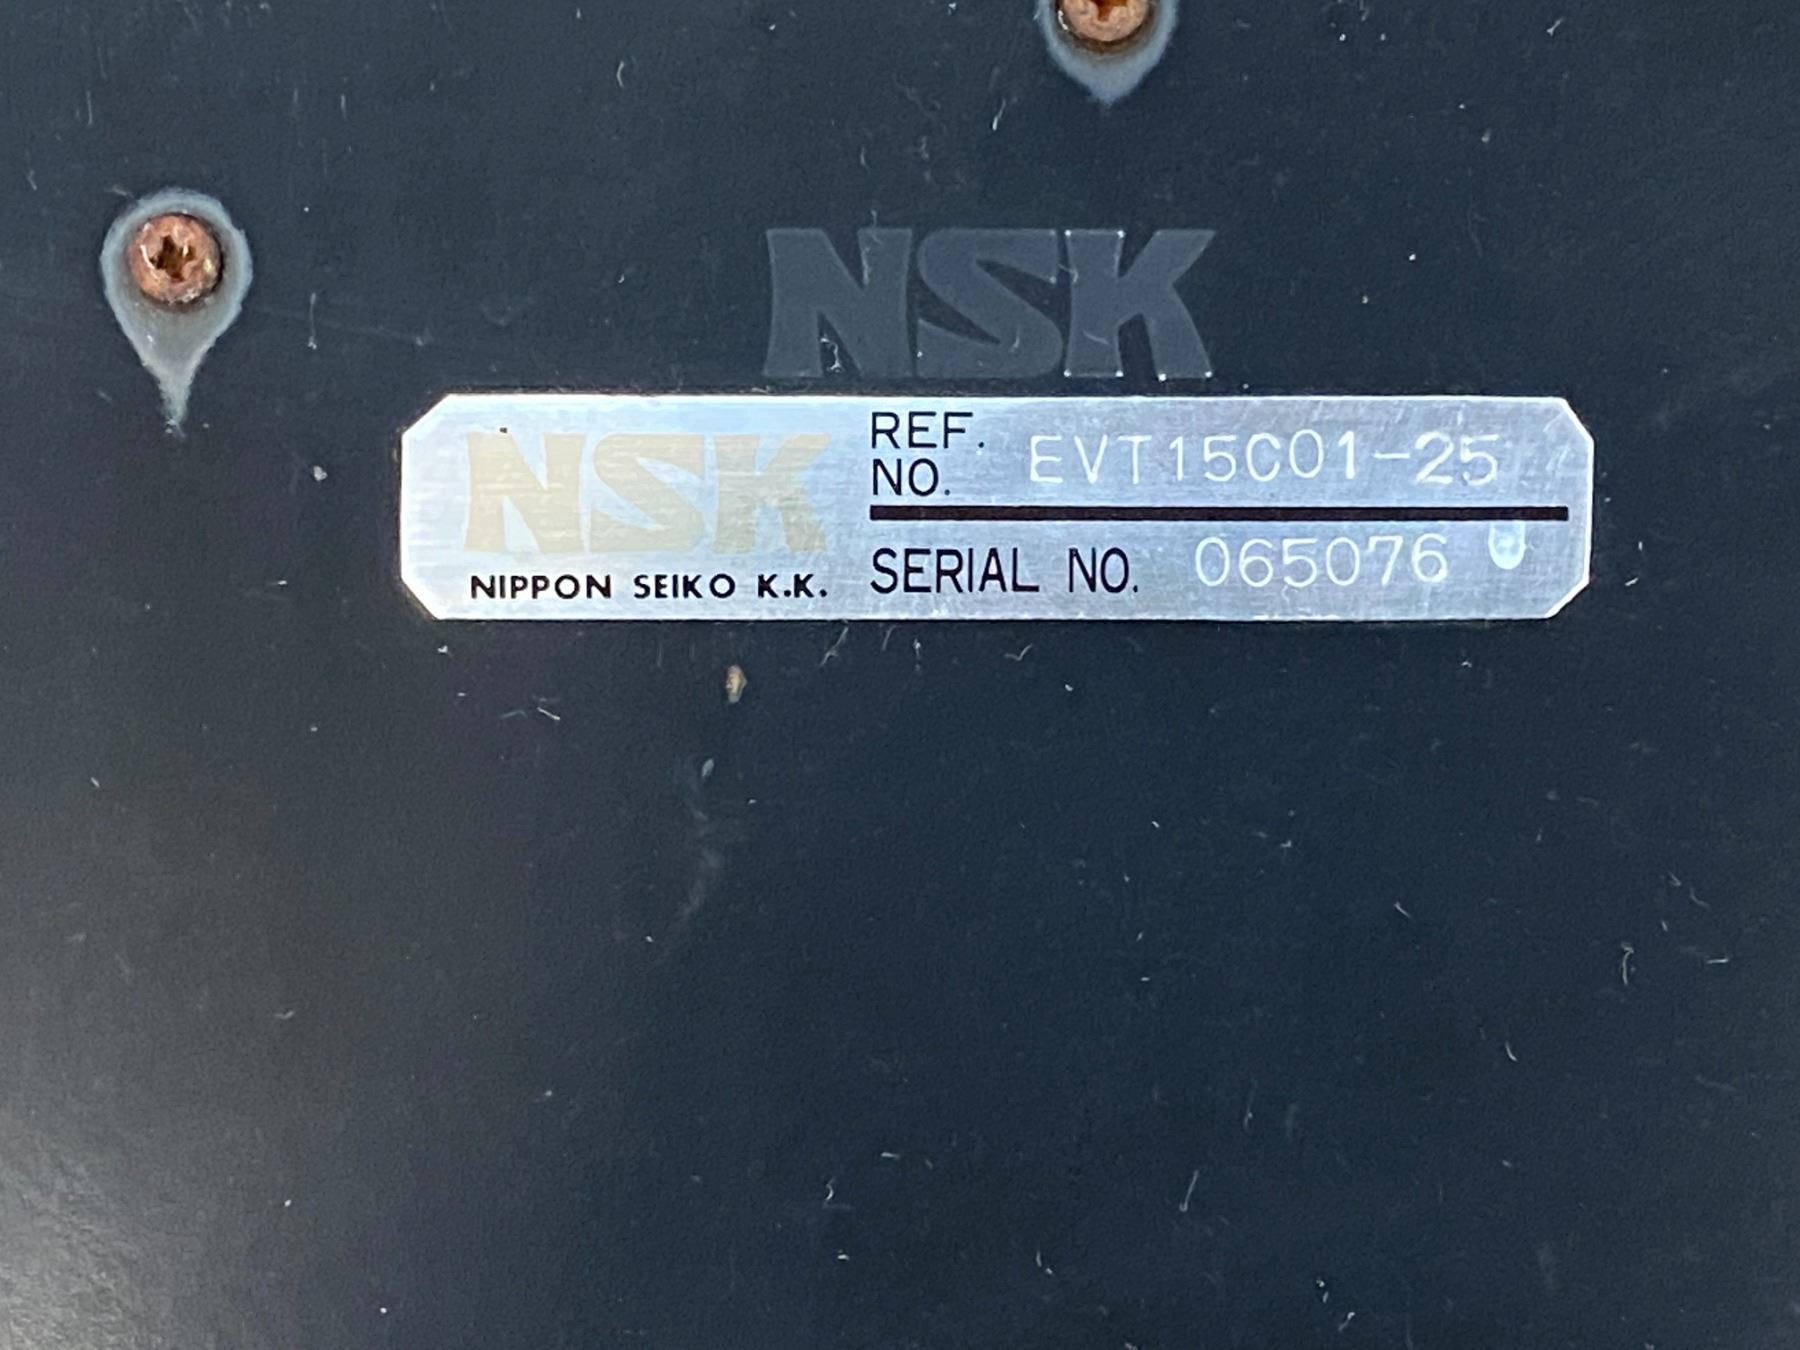 NSK
NSK
NIPPON SEIKO K.K.
REF. NO. EVT15C01-25
SERIAL NO. 065076